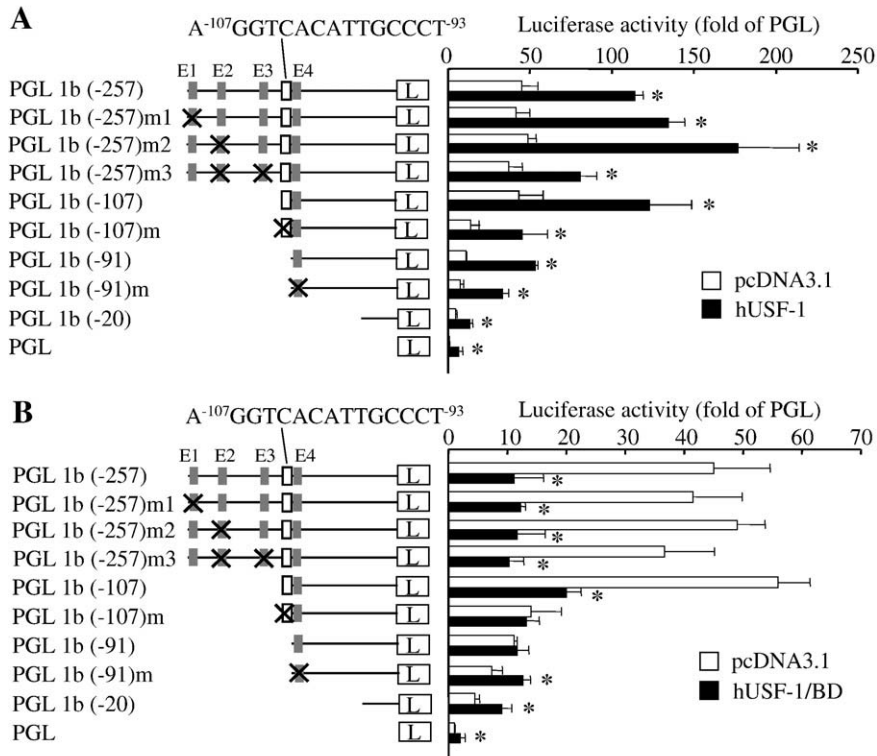 A
A-107GGTCACATTGCCCT-93
Luciferase activity (fold of PGL)
0 50 100 150 200 250
E1 E2 E3 E4
PGL 1b (-257) L *
PGL 1b (-257)m1 L *
PGL 1b (-257)m2 L *
PGL 1b (-257)m3 L *
PGL 1b (-107) L *
PGL 1b (-107)m L *
PGL 1b (-91) L *
PGL 1b (-91)m L *
PGL 1b (-20) L *
PGL L *
pcDNA3.1
hUSF-1
B
A-107GGTCACATTGCCCT-93
Luciferase activity (fold of PGL)
0 10 20 30 40 50 60 70
E1 E2 E3 E4
PGL 1b (-257) L *
PGL 1b (-257)m1 L *
PGL 1b (-257)m2 L *
PGL 1b (-257)m3 L *
PGL 1b (-107) L *
PGL 1b (-107)m L
PGL 1b (-91) L
PGL 1b (-91)m L *
PGL 1b (-20) L *
PGL L *
pcDNA3.1
hUSF-1/BD